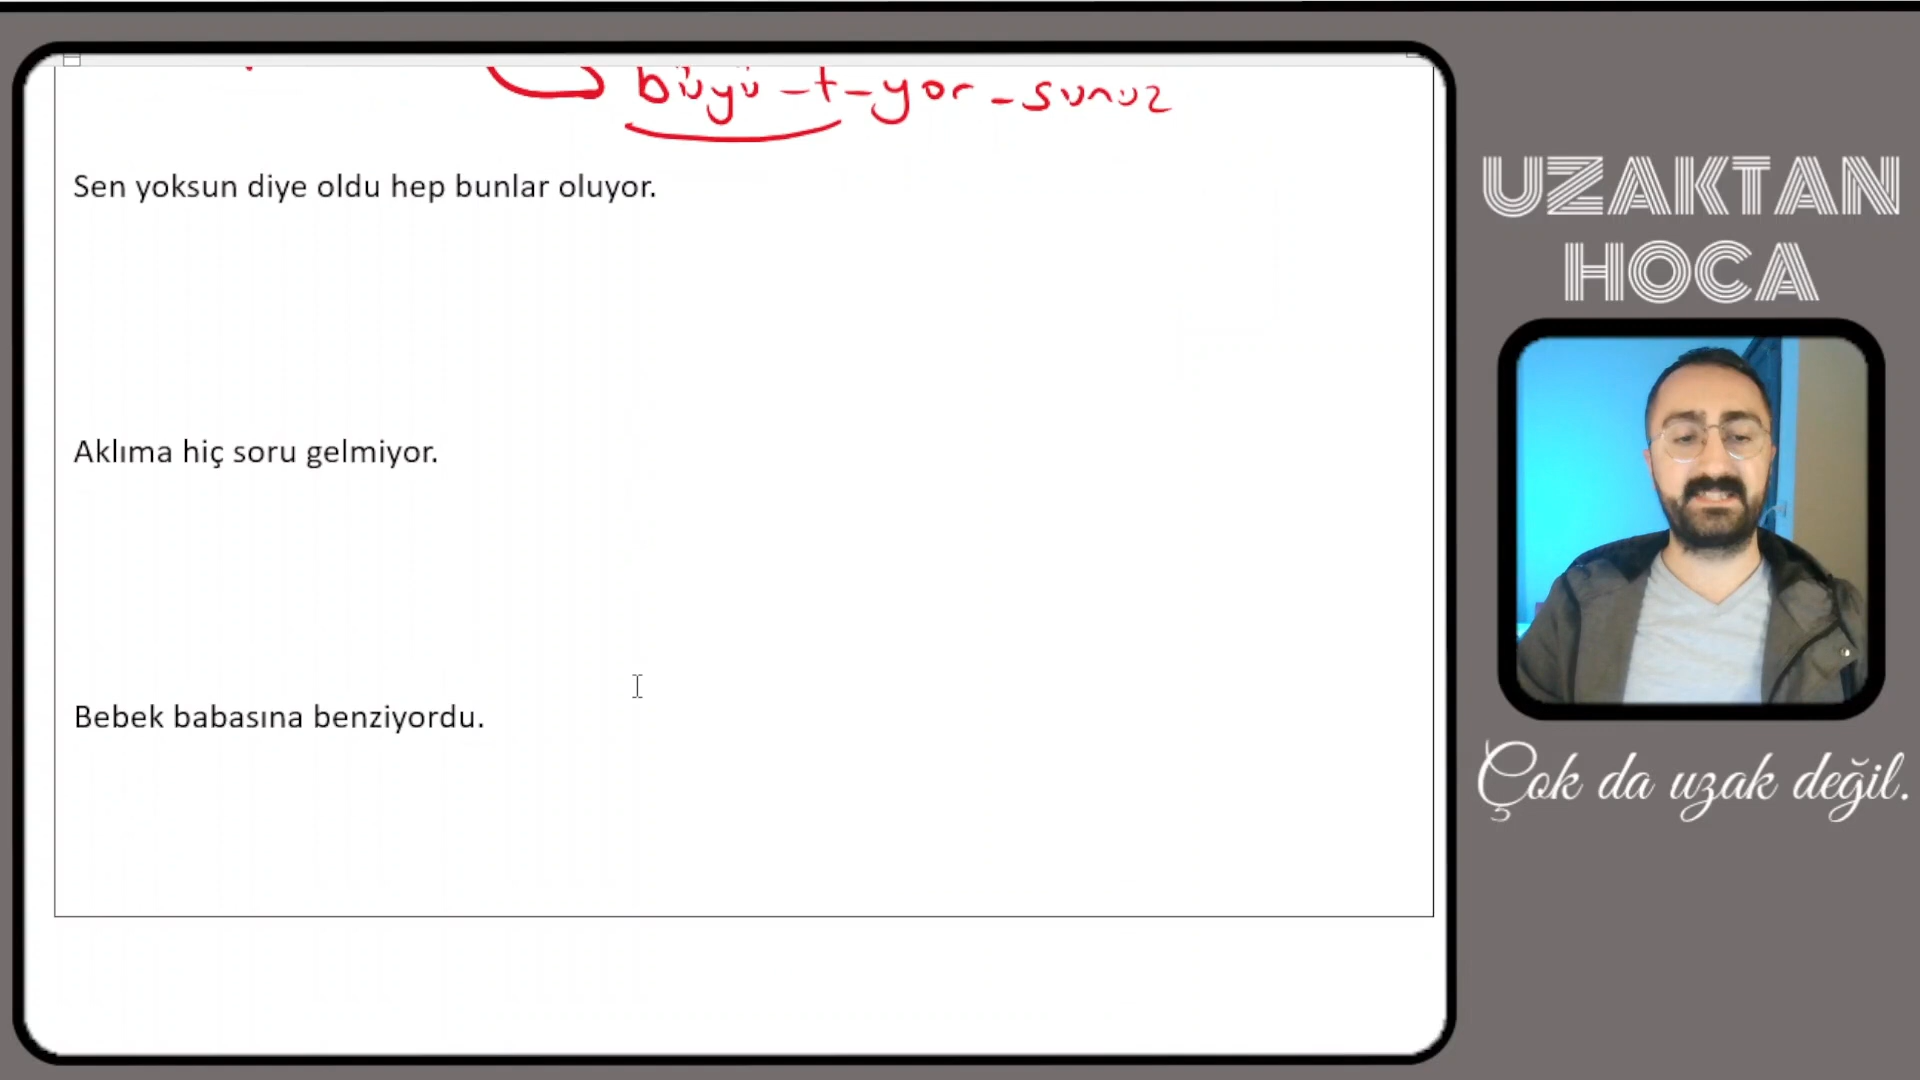 büyü -t-yor -sunuz
Sen yoksun diye oldu hep bunlar oluyor.
Aklıma hiç soru gelmiyor.
Bebek babasına benziyordu.
UZAKTAN
HOCA
Çok da uzak değil.